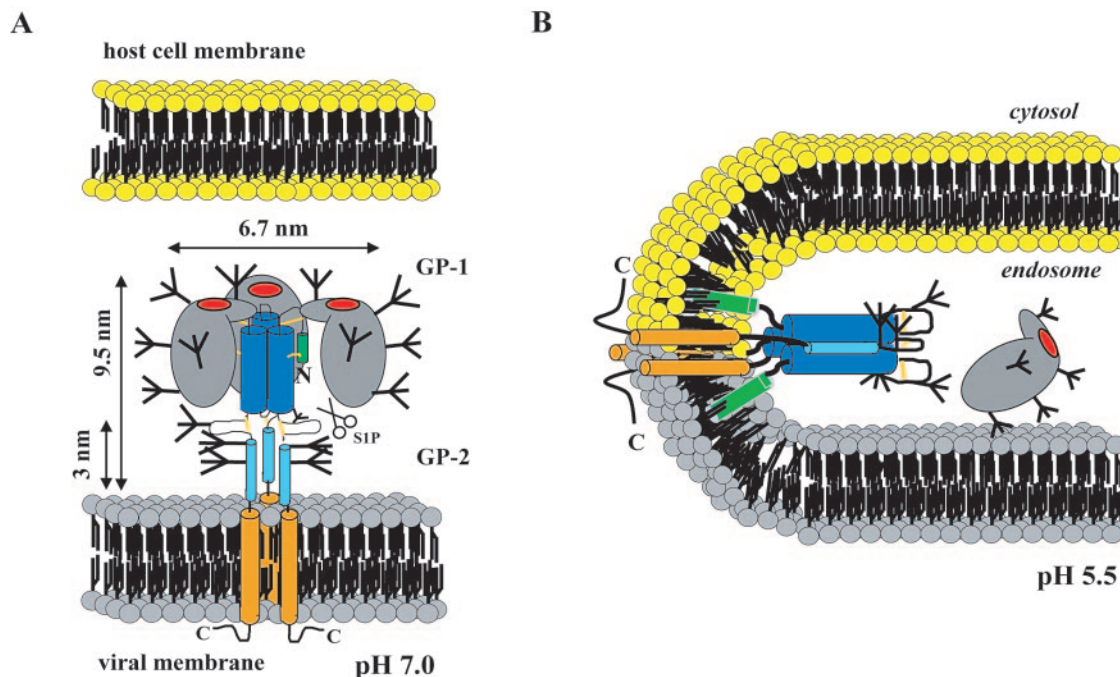 A
host cell membrane
6.7 nm
GP-1
9.5 nm
N
S1P
3 nm
GP-2
C
C
viral membrane
pH 7.0
B
cytosol
endosome
C
C
pH 5.5